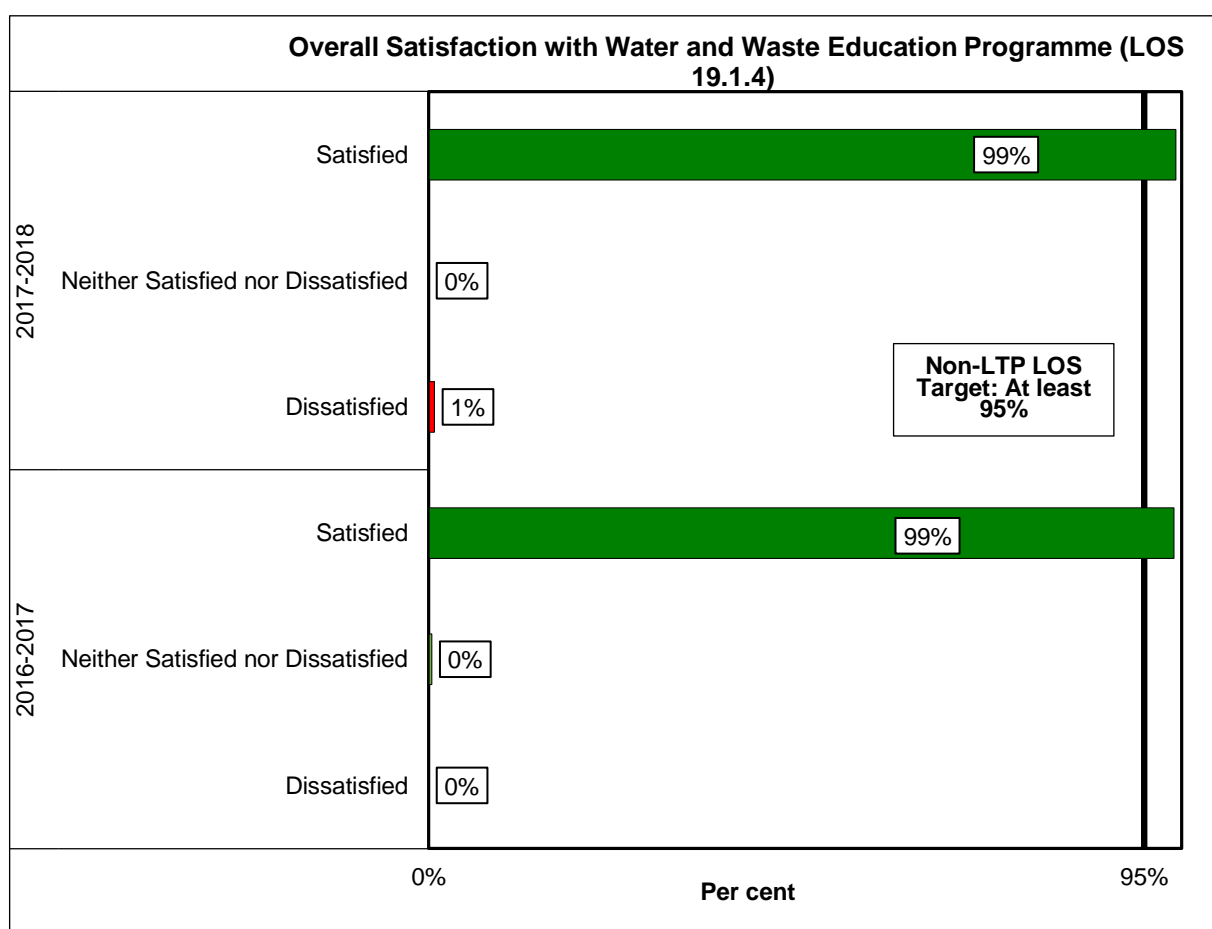 Overall Satisfaction with Water and Waste Education Programme (LOS
19.1.4)
2017-2018
Satisfied
99%
Neither Satisfied nor Dissatisfied
0%
Dissatisfied
1%
Non-LTP LOS
Target: At least
95%
2016-2017
Satisfied
99%
Neither Satisfied nor Dissatisfied
0%
Dissatisfied
0%
0%
95%
Per cent